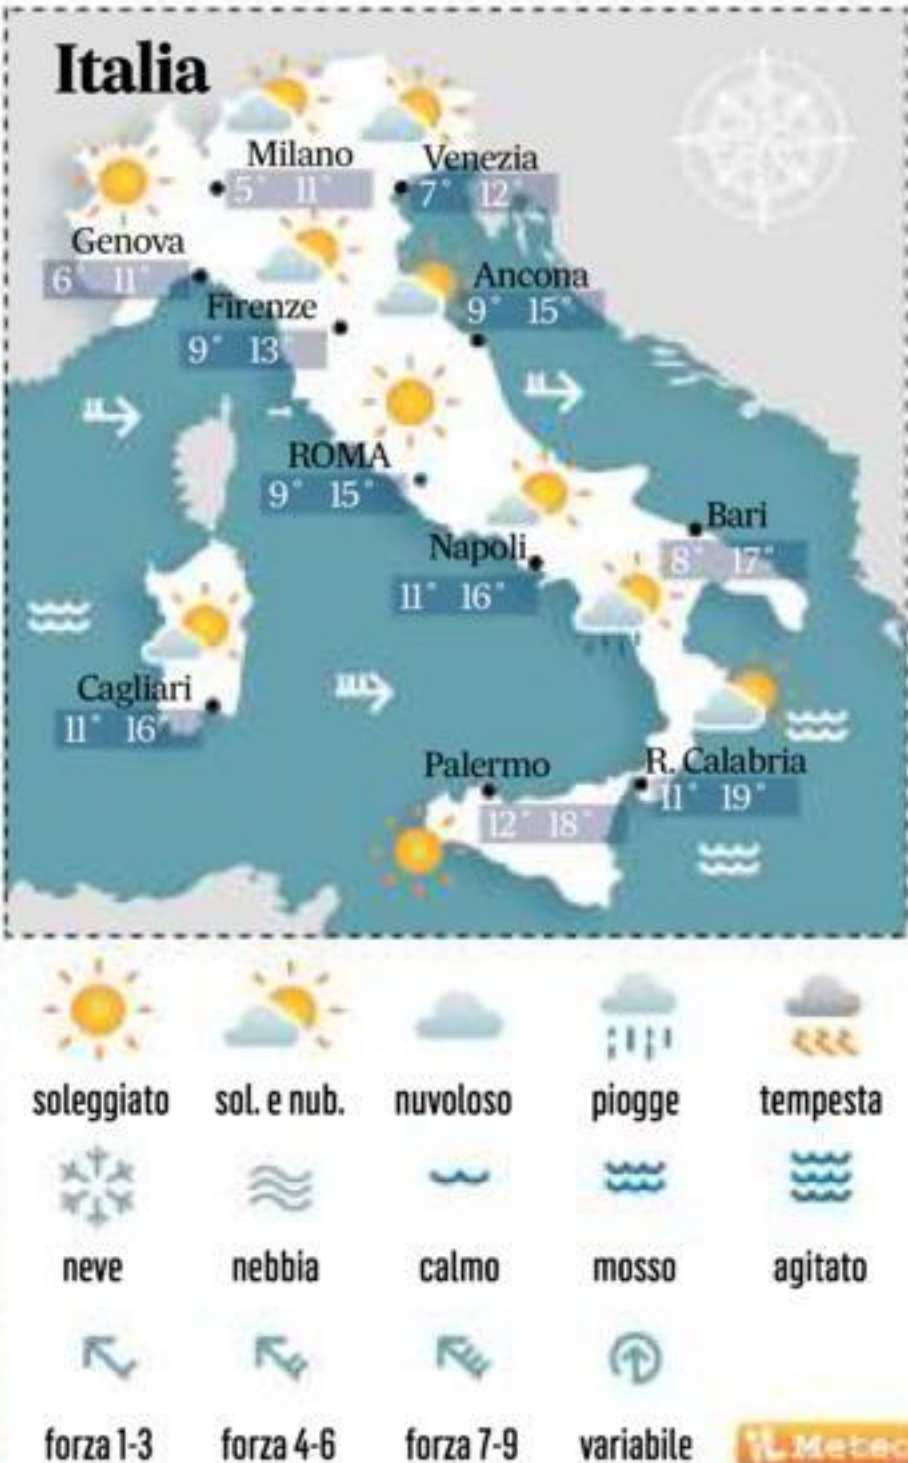 Italia
Milano
5° 11°
Venezia
7° 12°
Genova
6° 11°
Ancona
9° 15°
Firenze
9° 13°
ROMA
9° 15°
Bari
8° 17°
Napoli
11° 16°
Cagliari
11° 16°
Palermo
12° 18°
R. Calabria
11° 19°
soleggiato sol. e nub. nuvoloso piogge tempesta
neve nebbia calmo mosso agitato
forza 1-3 forza 4-6 forza 7-9 variabile